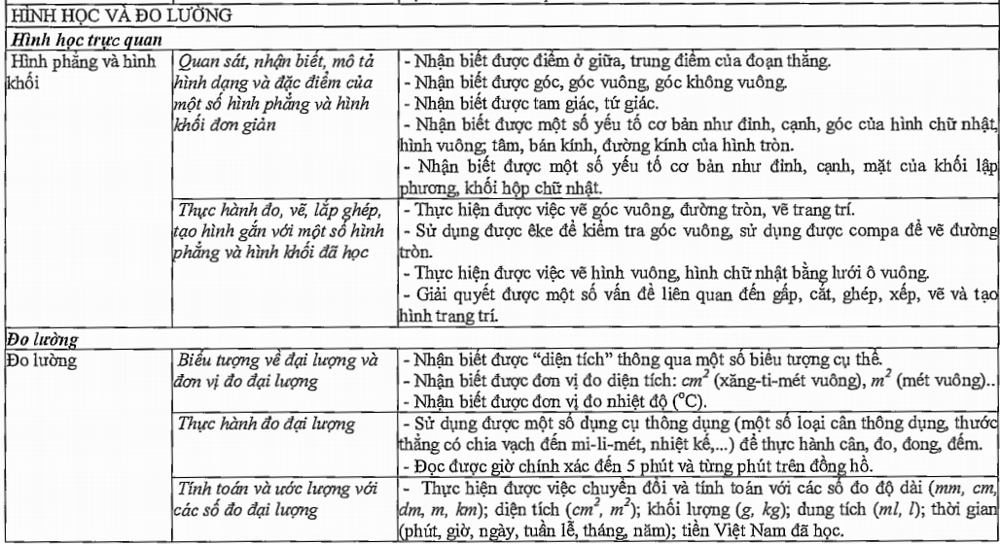 HÌNH HỌC VÀ ĐO LƯỜNG
Hình học trực quan
Hình phẳng và hình
khối
Quan sát, nhận biết, mô tả
hình dạng và đặc điểm của
một số hình phẳng và hình
khối đơn giản
- Nhận biết được điểm ở giữa, trung điểm của đoạn thẳng.
- Nhận biết được góc, góc vuông, góc không vuông.
- Nhận biết được tam giác, tứ giác.
- Nhận biết được một số yếu tố cơ bản như đỉnh, cạnh, góc của hình chữ nhật,
hình vuông; tâm, bán kính, đường kính của hình tròn.
- Nhận biết được một số yếu tố cơ bản như đỉnh, cạnh, mặt của khối lập
phương, khối hộp chữ nhật.
Thực hành đo, vẽ, lắp ghép,
tạo hình gắn với một số hình
phẳng và hình khối đã học
- Thực hiện được việc vẽ góc vuông, đường tròn, vẽ trang trí.
- Sử dụng được êke để kiểm tra góc vuông, sử dụng được compa để vẽ đường
tròn.
- Thực hiện được việc vẽ hình vuông, hình chữ nhật bằng lưới ô vuông.
- Giải quyết được một số vấn đề liên quan đến gấp, cắt, ghép, xếp, vẽ và tạo
hình trang trí.
Đo lường
Đo lường
Biểu tượng về đại lượng và
đơn vị đo đại lượng
- Nhận biết được “diện tích” thông qua một số biểu tượng cụ thể.
- Nhận biết được đơn vị đo diện tích: cm² (xăng-ti-mét vuông), m² (mét vuông)..
- Nhận biết được đơn vị đo nhiệt độ (°C).
Thực hành đo đại lượng
- Sử dụng được một số dụng cụ thông dụng (một số loại cân thông dụng, thước
thẳng có chia vạch đến mi-li-mét, nhiệt kế,...) để thực hành cân, đo, đong, đếm.
- Đọc được giờ chính xác đến 5 phút và từng phút trên đồng hồ.
Tính toán và ước lượng với
các số đo đại lượng
- Thực hiện được việc chuyển đổi và tính toán với các số đo độ dài (mm, cm,
dm, m, km); diện tích (cm², m²); khối lượng (g, kg); dung tích (ml, l); thời gian
(phút, giờ, ngày, tuần lễ, tháng, năm); tiền Việt Nam đã học.